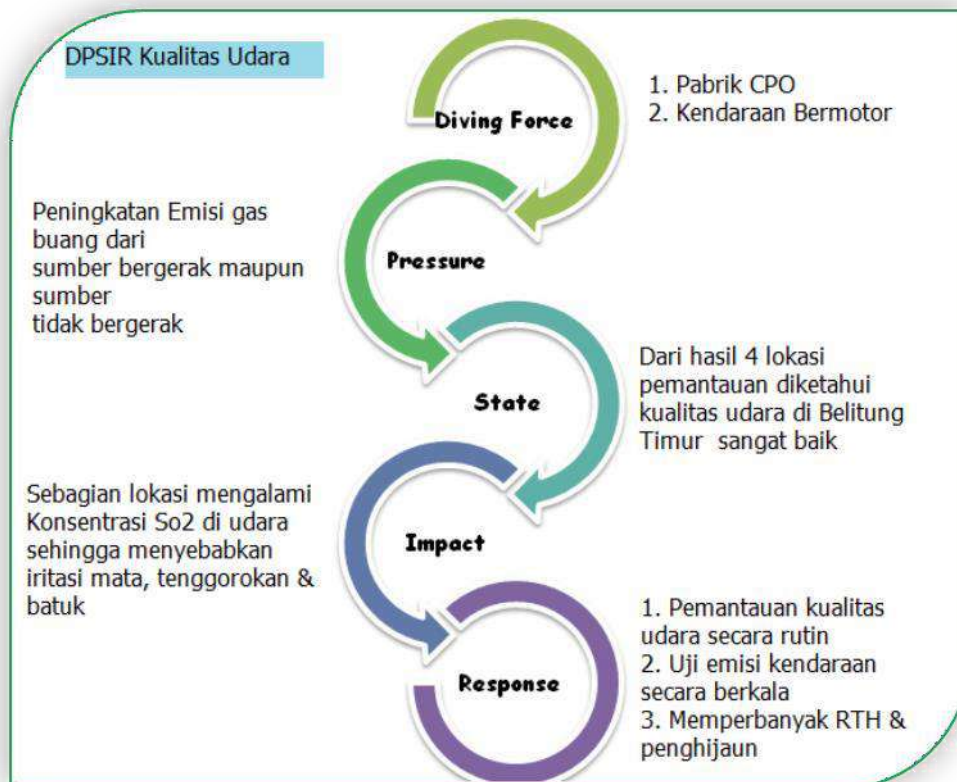 DPSIR Kualitas Udara
Diving Force
1. Pabrik CPO
2. Kendaraan Bermotor
Peningkatan Emisi gas
buang dari
sumber bergerak maupun
sumber
tidak bergerak
Pressure
State
Dari hasil 4 lokasi
pemantauan diketahui
kualitas udara di Belitung
Timur  sangat baik
Sebagian lokasi mengalami
Konsentrasi So2 di udara
sehingga menyebabkan
iritasi mata, tenggorokan &
batuk
Impact
Response
1. Pemantauan kualitas
udara secara rutin
2. Uji emisi kendaraan
secara berkala
3. Memperbanyak RTH &
penghijaun